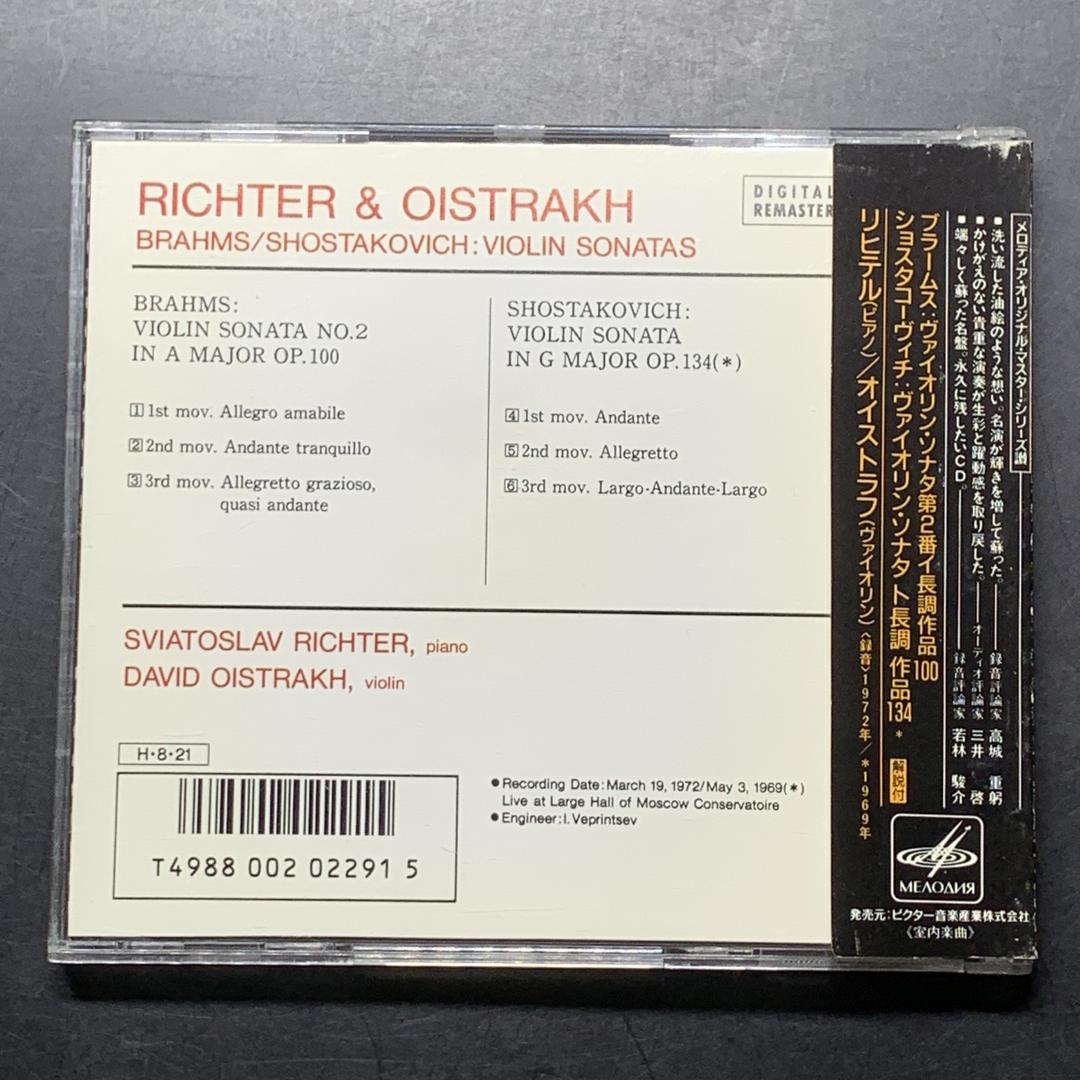 RICHTER & OISTRAKH
BRAHMS/SHOSTAKOVICH: VIOLIN SONATAS
DIGITAL
REMASTER
BRAHMS:
VIOLIN SONATA NO.2
IN A MAJOR OP.100
1 1st mov. Allegro amabile
2 2nd mov. Andante tranquillo
3 3rd mov. Allegretto grazioso,
quasi andante
SHOSTAKOVICH:
VIOLIN SONATA
IN G MAJOR OP.134(*)
4 1st mov. Andante
5 2nd mov. Allegretto
6 3rd mov. Largo-Andante-Largo
SVIATOSLAV RICHTER, piano
DAVID OISTRAKH, violin
H・8・21
T4988 002 02291 5
●Recording Date: March 19, 1972/May 3, 1969(*)
Live at Large Hall of Moscow Conservatoire
●Engineer: I. Veprintsev
メロディア・オリジナル・マスター・シリーズ讃
■洗い流した油絵のような想い。名演が輝きを増して蘇った。――録音評論家 高城 重躬
■かけがえのない貴重な演奏が生彩と躍動感を取り戻した。――オーディオ評論家 三井 啓
■端々しく蘇った名盤。永久に残したいCD。――録音評論家 若林 駿介
ブラームス：ヴァイオリン・ソナタ第2番イ長調作品100
ショスタコーヴィチ：ヴァイオリン・ソナタ ト長調 作品134* 解説付
リヒテル(ピアノ)/オイストラフ(ヴァイオリン)〈録音〉1972年/*1969年
МЕЛОДИЯ
発売元：ビクター音楽産業株式会社
《室内楽曲》